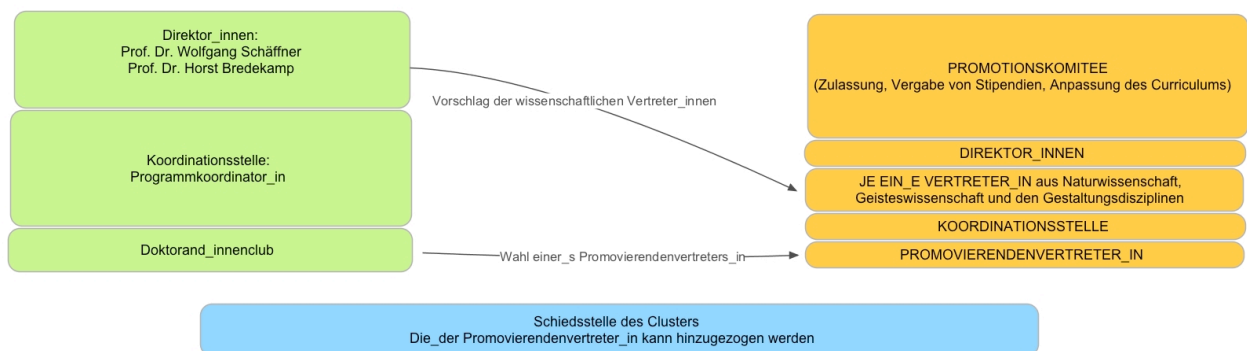 Direktor_innen:
Prof. Dr. Wolfgang Schäffner
Prof. Dr. Horst Bredekamp
Koordinationsstelle:
Programmkoordinator_in
Doktorand_innenclub
Vorschlag der wissenschaftlichen Vertreter_innen
Wahl einer_s Promovierendenvertreters_in
PROMOTIONSKOMITEE
(Zulassung, Vergabe von Stipendien, Anpassung des Curriculums)
DIREKTOR_INNEN
JE EIN_E VERTRETER_IN aus Naturwissenschaft,
Geisteswissenschaft und den Gestaltungsdisziplinen
KOORDINATIONSSTELLE
PROMOVIERENDENVERTRETER_IN
Schiedsstelle des Clusters
Die_der Promovierendenvertreter_in kann hinzugezogen werden